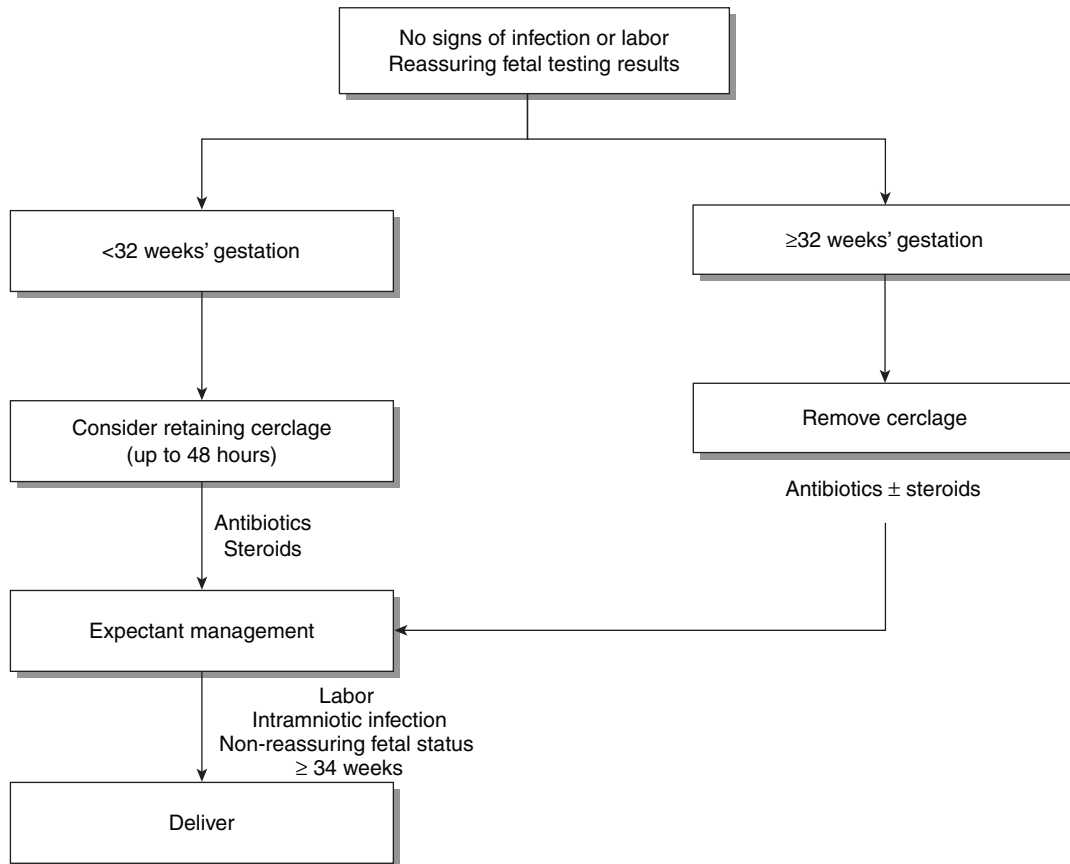 No signs of infection or labor
Reassuring fetal testing results
<32 weeks’ gestation
≥32 weeks’ gestation
Consider retaining cerclage
(up to 48 hours)
Remove cerclage
Antibiotics ± steroids
Antibiotics
Steroids
Expectant management
Labor
Intramniotic infection
Non-reassuring fetal status
≥ 34 weeks
Deliver